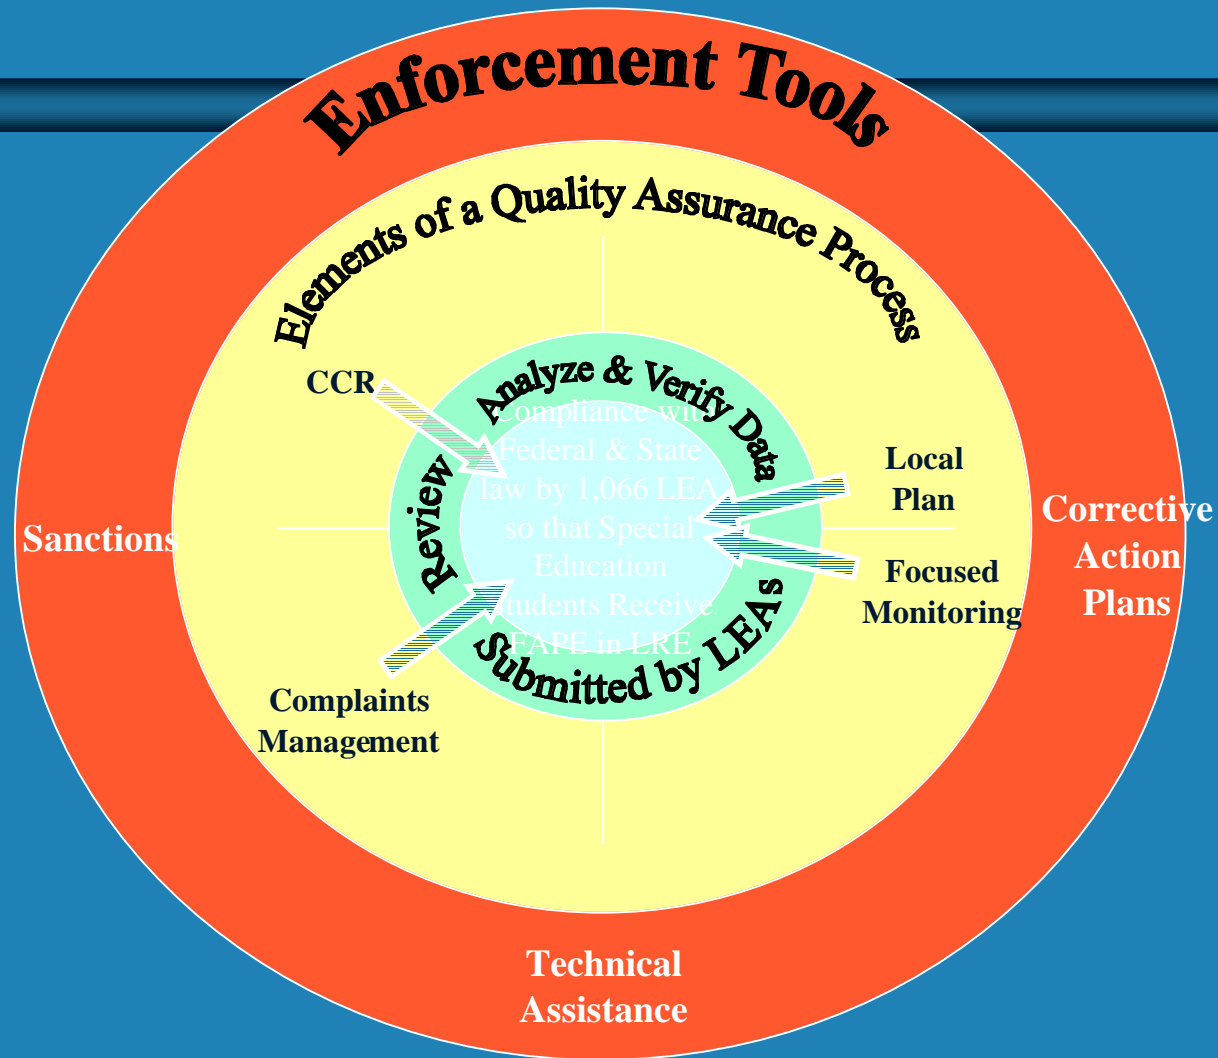 Enforcement Tools
Elements of a Quality Assurance Process
CCR
Review
Analyze & Verify Data
Submitted by LEAs
Compliance with
Federal & State
law by 1,066 LEA
so that Special
Education
Students Receive
FAPE in LRE
Local
Plan
Focused
Monitoring
Complaints
Management
Sanctions
Corrective
Action
Plans
Technical
Assistance